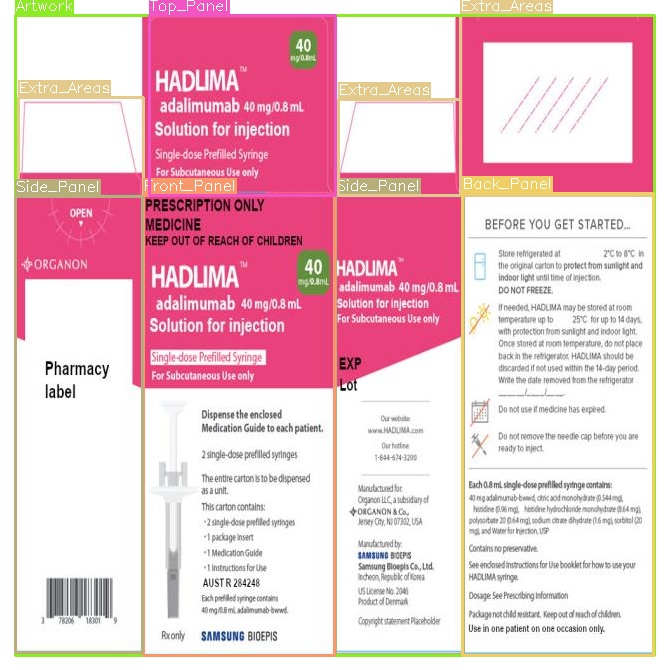 Artwork
Top_Panel
Extra_Areas
Extra_Areas
Extra_Areas
40
mg/0.8mL
HADLIMA™
adalimumab 40 mg/0.8 mL
Solution for injection
Single-dose Prefilled Syringe
For Subcutaneous Use only
Side_Panel
OPEN
ORGANON
Pharmacy
label
3 78206 18301 9
Front_Panel
PRESCRIPTION ONLY
MEDICINE
KEEP OUT OF REACH OF CHILDREN
40
mg/0.8mL
HADLIMA™
adalimumab 40 mg/0.8 mL
Solution for injection
Single-dose Prefilled Syringe
For Subcutaneous Use only
Dispense the enclosed
Medication Guide to each patient.
2 single-dose prefilled syringes
The entire carton is to be dispensed
as a unit.
This carton contains:
· 2 single-dose prefilled syringes
· 1 package insert
· 1 Medication Guide
· 1 Instructions for Use
AUST R 284248
Each prefilled syringe contains
40 mg/0.8 mL adalimumab-bwwd.
Rx only SAMSUNG BIOEPIS
Side_Panel
HADLIMA™
adalimumab 40 mg/0.8 mL
Solution for injection
For Subcutaneous Use only
EXP
Lot
Our website:
www.HADLIMA.com
Our hotline:
1-844-674-3200
Manufactured for:
Organon LLC, a subsidiary of
ORGANON & Co.,
Jersey City, NJ 07302, USA
Manufactured by:
SAMSUNG BIOEPIS
Samsung Bioepis Co., Ltd.
Incheon, Republic of Korea
US License No. 2046
Product of Denmark
Copyright statement Placeholder
Back_Panel
BEFORE YOU GET STARTED...
Store refrigerated at 2°C to 8°C in
the original carton to protect from sunlight and
indoor light until time of injection.
DO NOT FREEZE.
If needed, HADLIMA may be stored at room
temperature up to 25°C for up to 14 days,
with protection from sunlight and indoor light.
Once stored at room temperature, do not place
back in the refrigerator. HADLIMA should be
discarded if not used within the 14-day period.
Write the date removed from the refrigerator
____/____/____.
Do not use if medicine has expired.
Do not remove the needle cap before you are
ready to inject.
Each 0.8 mL single-dose prefilled syringe contains:
40 mg adalimumab-bwwd, citric acid monohydrate (0.544 mg),
histidine (0.96 mg), histidine hydrochloride monohydrate (8.64 mg),
polysorbate 20 (0.64 mg), sodium citrate dihydrate (1.6 mg), sorbitol (20
mg), and Water for Injection, USP
Contains no preservative.
See enclosed Instructions for Use booklet for how to use your
HADLIMA syringe.
Dosage: See Prescribing Information
Package not child resistant. Keep out of reach of children.
Use in one patient on one occasion only.